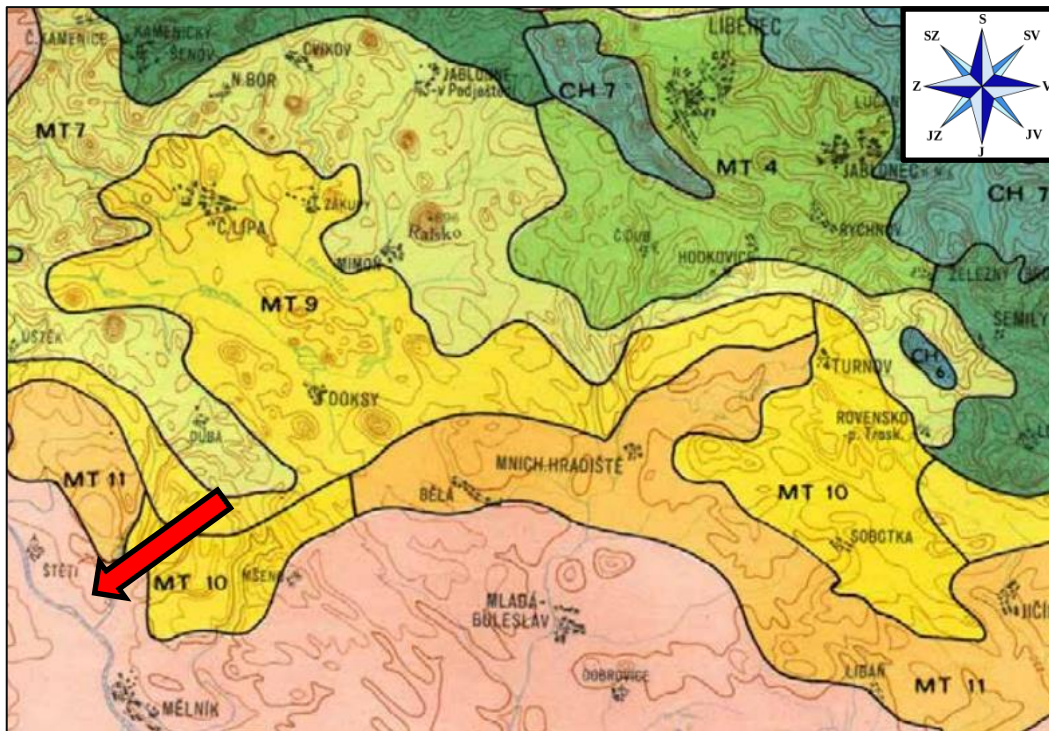 Č. KAMENICE
KAMENICKÝ
ŠENOV
CVIKOV
LIBEREC
N. BOR
JABLONNÉ
v Podještědí
CH 7
MT 7
MT 4
JABLONEC n. N.
CH 7
ZÁKUPY
Č. LÍPA
Ralsko
MIMOŇ
Č. DUB
RYCHNOV
HODKOVICE
ŽELEZNÝ
MT 9
SEMILY
ÚŠTĚK
CH
6
TURNOV
DOKSY
DUBÁ
ROVENSKO
p. Trosk.
MNICH. HRADIŠTĚ
MT 11
BĚLÁ
MT 10
SOBOTKA
ŠTĚTÍ
MT 10
MŠENO
MLADÁ-
BOLESLAV
JIČÍN
LIBÁŇ
DOBROVICE
MT 11
MĚLNÍK
S
SZ
SV
Z
V
JZ
JV
J